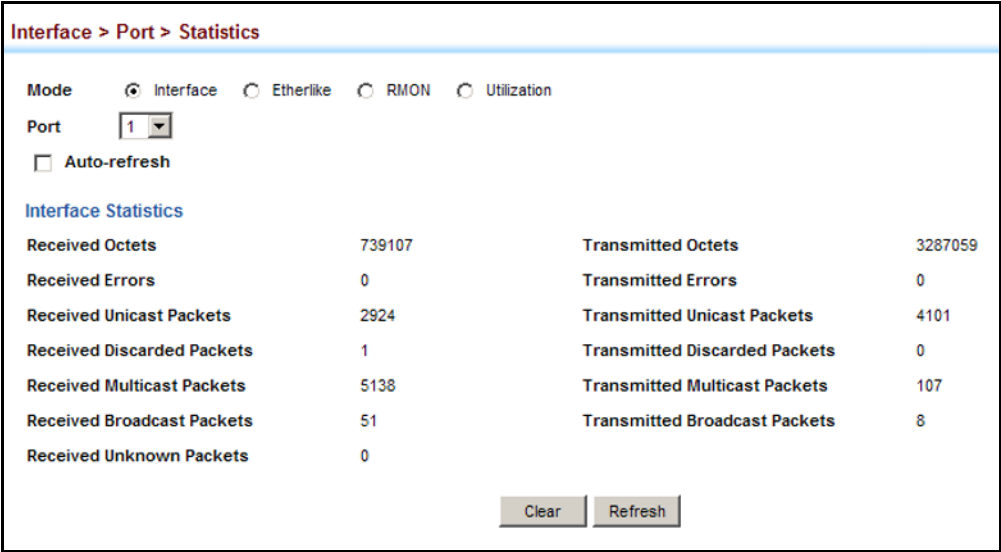 Interface > Port > Statistics
Mode Interface Etherlike RMON Utilization
Port 1
Auto-refresh
Interface Statistics
Received Octets 739107 Transmitted Octets 3287059
Received Errors 0 Transmitted Errors 0
Received Unicast Packets 2924 Transmitted Unicast Packets 4101
Received Discarded Packets 1 Transmitted Discarded Packets 0
Received Multicast Packets 5138 Transmitted Multicast Packets 107
Received Broadcast Packets 51 Transmitted Broadcast Packets 8
Received Unknown Packets 0
Clear Refresh